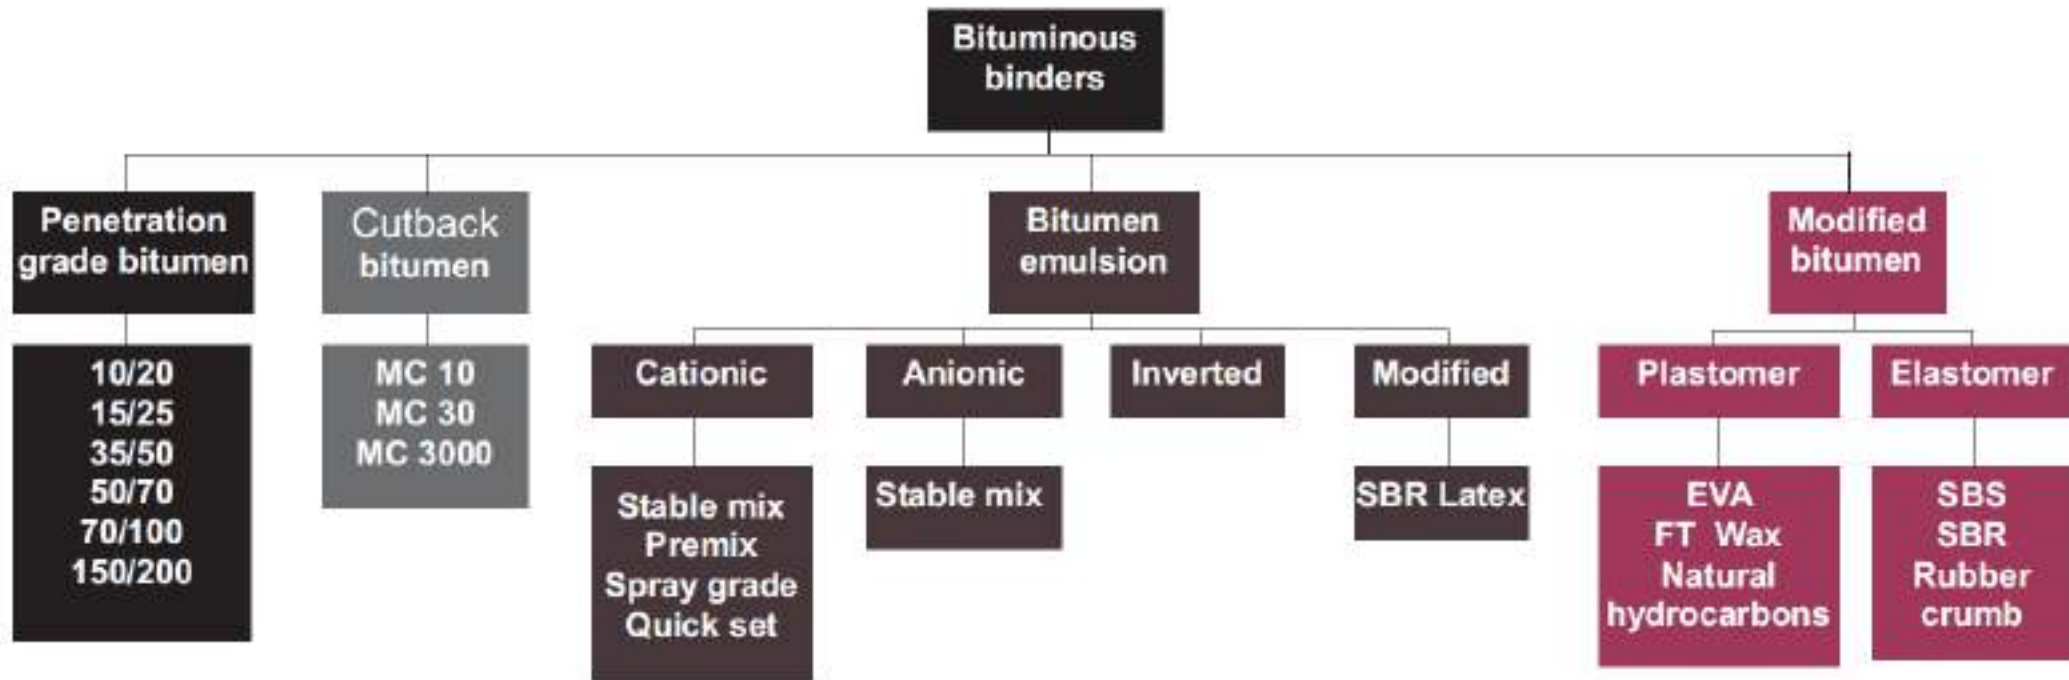 Bituminous
binders
Penetration
grade bitumen
Cutback
bitumen
Bitumen
emulsion
Modified
bitumen
10/20
15/25
35/50
50/70
70/100
150/200
MC 10
MC 30
MC 3000
Cationic
Anionic
Inverted
Modified
Plastomer
Elastomer
Stable mix
Premix
Spray grade
Quick set
Stable mix
SBR Latex
EVA
FT Wax
Natural
hydrocarbons
SBS
SBR
Rubber
crumb